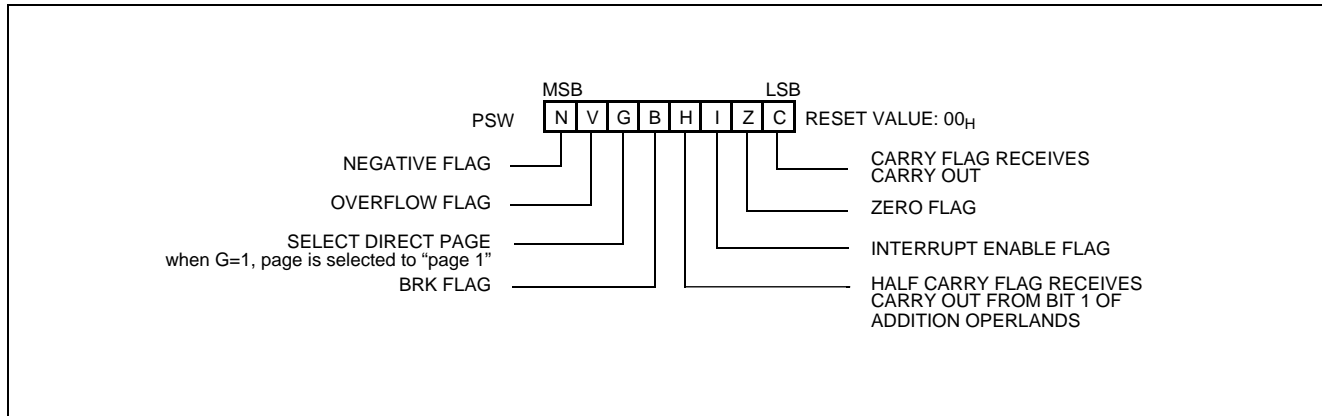 MSB LSB
PSW N V G B H I Z C RESET VALUE: 00H
NEGATIVE FLAG
OVERFLOW FLAG
SELECT DIRECT PAGE
when G=1, page is selected to “page 1”
BRK FLAG
CARRY FLAG RECEIVES
CARRY OUT
ZERO FLAG
INTERRUPT ENABLE FLAG
HALF CARRY FLAG RECEIVES
CARRY OUT FROM BIT 1 OF
ADDITION OPERLANDS